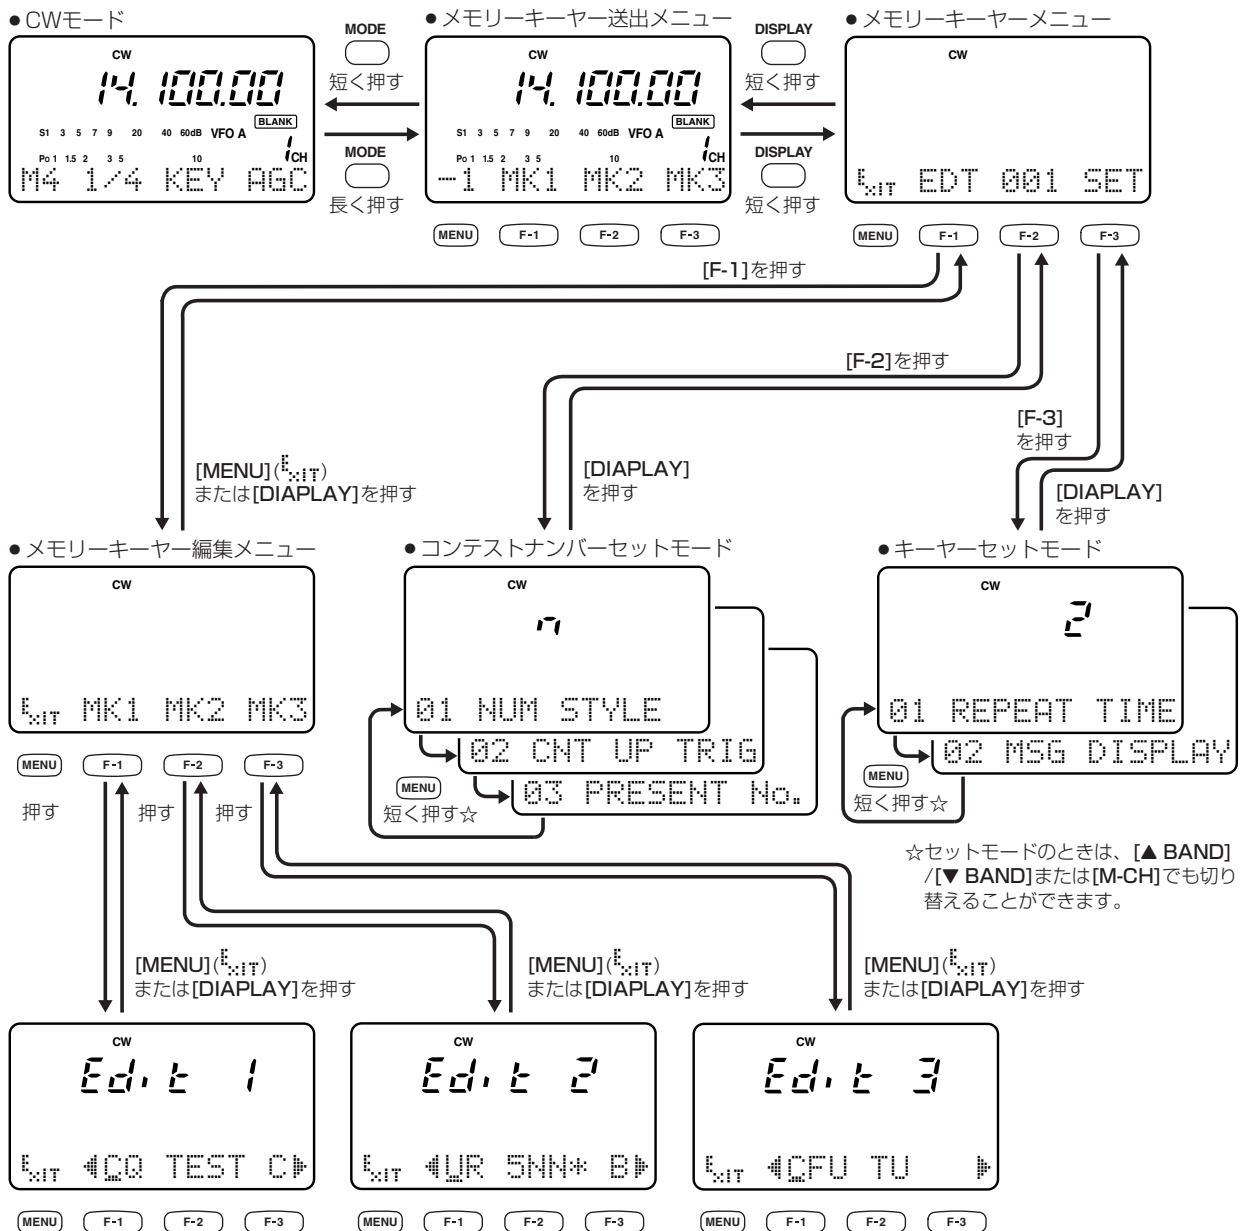 ●CWモード
MODE
短く押す
MODE
長く押す
CW
14.100.00
S1 3 5 7 9 20 40 60dB VFO A BLANK
Po 1 1.5 2 3 5 10 1CH
M4 1/4 KEY AGC
●メモリーキーヤー送出メニュー
CW
14.100.00
S1 3 5 7 9 20 40 60dB VFO A BLANK
Po 1 1.5 2 3 5 10 1CH
-1 MK1 MK2 MK3
MENU F-1 F-2 F-3
DISPLAY
短く押す
DISPLAY
短く押す
●メモリーキーヤーメニュー
CW
EXIT EDT 001 SET
MENU F-1 F-2 F-3
[F-1]を押す
[F-2]を押す
[F-3]
を押す
[MENU](EXIT)
または[DIAPLAY]を押す
[DIAPLAY]
を押す
[DIAPLAY]
を押す
●メモリーキーヤー編集メニュー
CW
EXIT MK1 MK2 MK3
MENU F-1 F-2 F-3
押す 押す 押す
●コンテストナンバーセットモード
CW
n
01 NUM STYLE
02 CNT UP TRIG
03 PRESENT No.
MENU
短く押す☆
●キーヤーセットモード
CW
2
01 REPEAT TIME
02 MSG DISPLAY
MENU
短く押す☆
☆セットモードのときは、[▲ BAND]
/[▼ BAND]または[M-CH]でも切り
替えることができます。
[MENU](EXIT)
または[DIAPLAY]を押す
[MENU](EXIT)
または[DIAPLAY]を押す
[MENU](EXIT)
または[DIAPLAY]を押す
CW
Edit 1
EXIT ◀CQ TEST C▶
MENU F-1 F-2 F-3
CW
Edit 2
EXIT ◀UR 5NN* B▶
MENU F-1 F-2 F-3
CW
Edit 3
EXIT ◀CFU TU ▶
MENU F-1 F-2 F-3